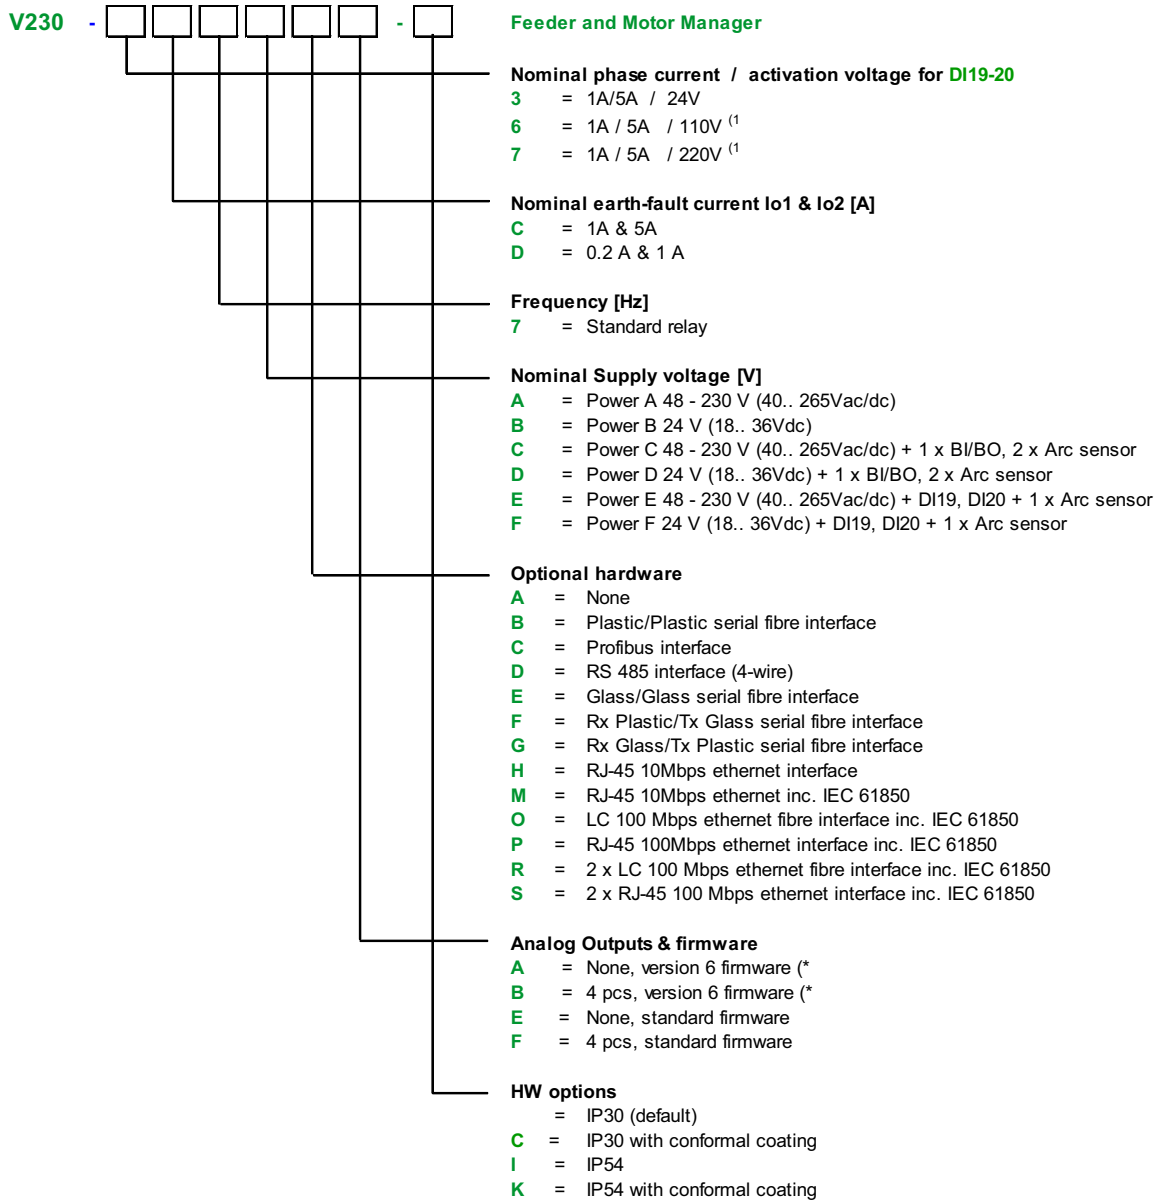 V230 - - Feeder and Motor Manager
Nominal phase current / activation voltage for DI19-20
3 = 1A/5A / 24V
6 = 1A / 5A / 110V (1
7 = 1A / 5A / 220V (1
Nominal earth-fault current Io1 & Io2 [A]
C = 1A & 5A
D = 0.2 A & 1 A
Frequency [Hz]
7 = Standard relay
Nominal Supply voltage [V]
A = Power A 48 - 230 V (40.. 265Vac/dc)
B = Power B 24 V (18.. 36Vdc)
C = Power C 48 - 230 V (40.. 265Vac/dc) + 1 x BI/BO, 2 x Arc sensor
D = Power D 24 V (18.. 36Vdc) + 1 x BI/BO, 2 x Arc sensor
E = Power E 48 - 230 V (40.. 265Vac/dc) + DI19, DI20 + 1 x Arc sensor
F = Power F 24 V (18.. 36Vdc) + DI19, DI20 + 1 x Arc sensor
Optional hardware
A = None
B = Plastic/Plastic serial fibre interface
C = Profibus interface
D = RS 485 interface (4-wire)
E = Glass/Glass serial fibre interface
F = Rx Plastic/Tx Glass serial fibre interface
G = Rx Glass/Tx Plastic serial fibre interface
H = RJ-45 10Mbps ethernet interface
M = RJ-45 10Mbps ethernet inc. IEC 61850
O = LC 100 Mbps ethernet fibre interface inc. IEC 61850
P = RJ-45 100Mbps ethernet interface inc. IEC 61850
R = 2 x LC 100 Mbps ethernet fibre interface inc. IEC 61850
S = 2 x RJ-45 100 Mbps ethernet interface inc. IEC 61850
Analog Outputs & firmware
A = None, version 6 firmware (*
B = 4 pcs, version 6 firmware (*
E = None, standard firmware
F = 4 pcs, standard firmware
HW options
= IP30 (default)
C = IP30 with conformal coating
I = IP54
K = IP54 with conformal coating